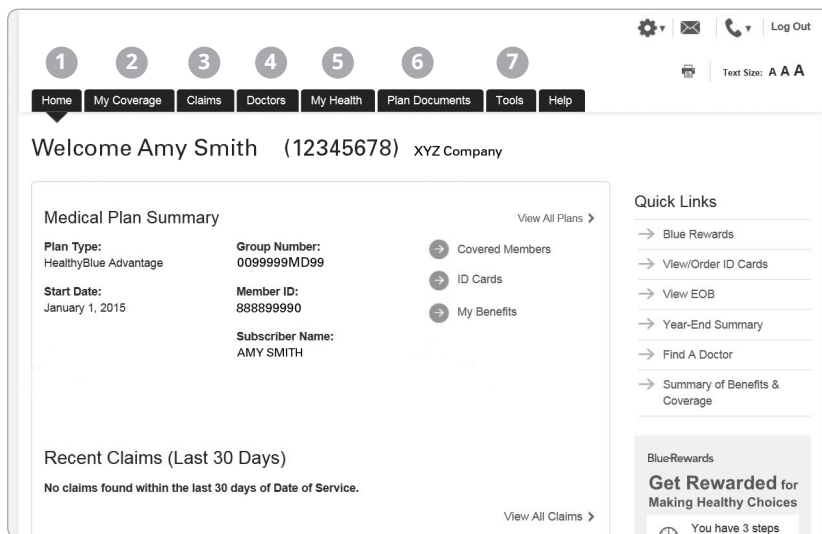 Log Out
Text Size: A A A
1 2 3 4 5 6 7
Home My Coverage Claims Doctors My Health Plan Documents Tools Help
Welcome Amy Smith (12345678) XYZ Company
Medical Plan Summary
View All Plans
Plan Type:
HealthyBlue Advantage
Start Date:
January 1, 2015
Group Number:
0099999MD99
Member ID:
888899990
Subscriber Name:
AMY SMITH
Covered Members
ID Cards
My Benefits
Recent Claims (Last 30 Days)
No claims found within the last 30 days of Date of Service.
View All Claims
Quick Links
Blue Rewards
View/Order ID Cards
View EOB
Year-End Summary
Find A Doctor
Summary of Benefits &
Coverage
BlueRewards
Get Rewarded for
Making Healthy Choices
You have 3 steps